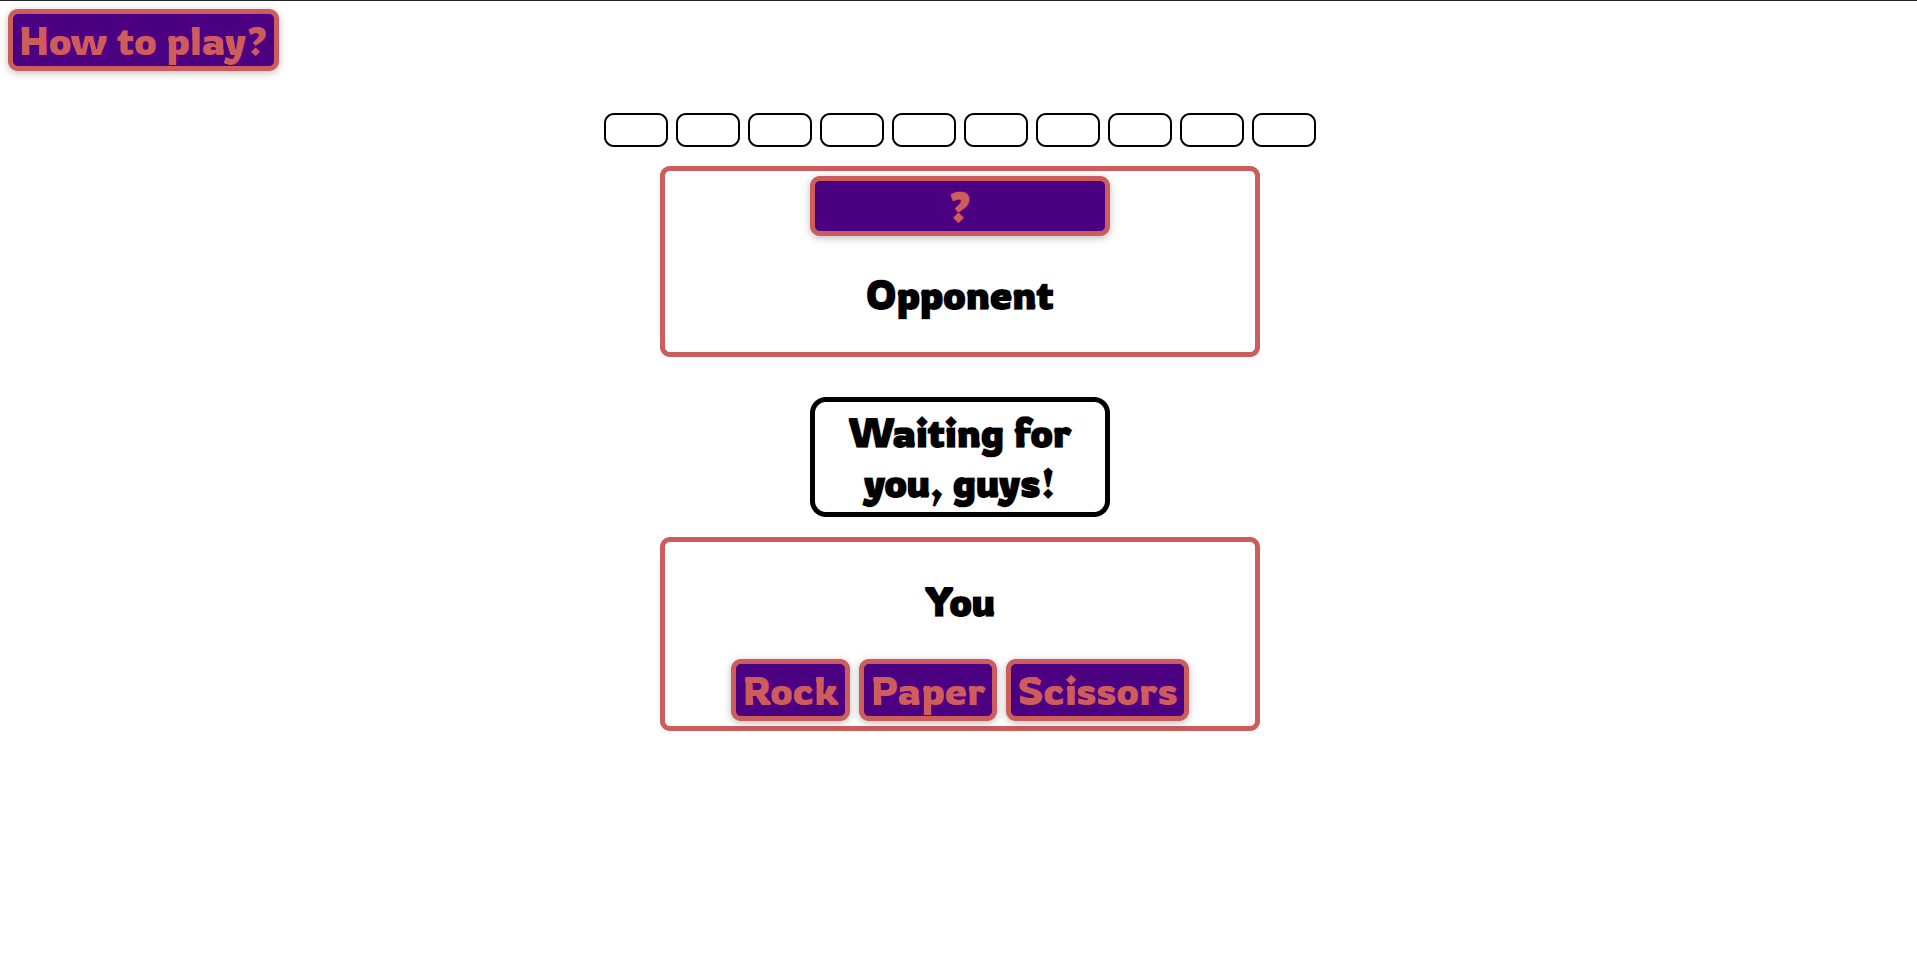 How to play?
?
Opponent
Waiting for
you, guys!
You
Rock Paper Scissors